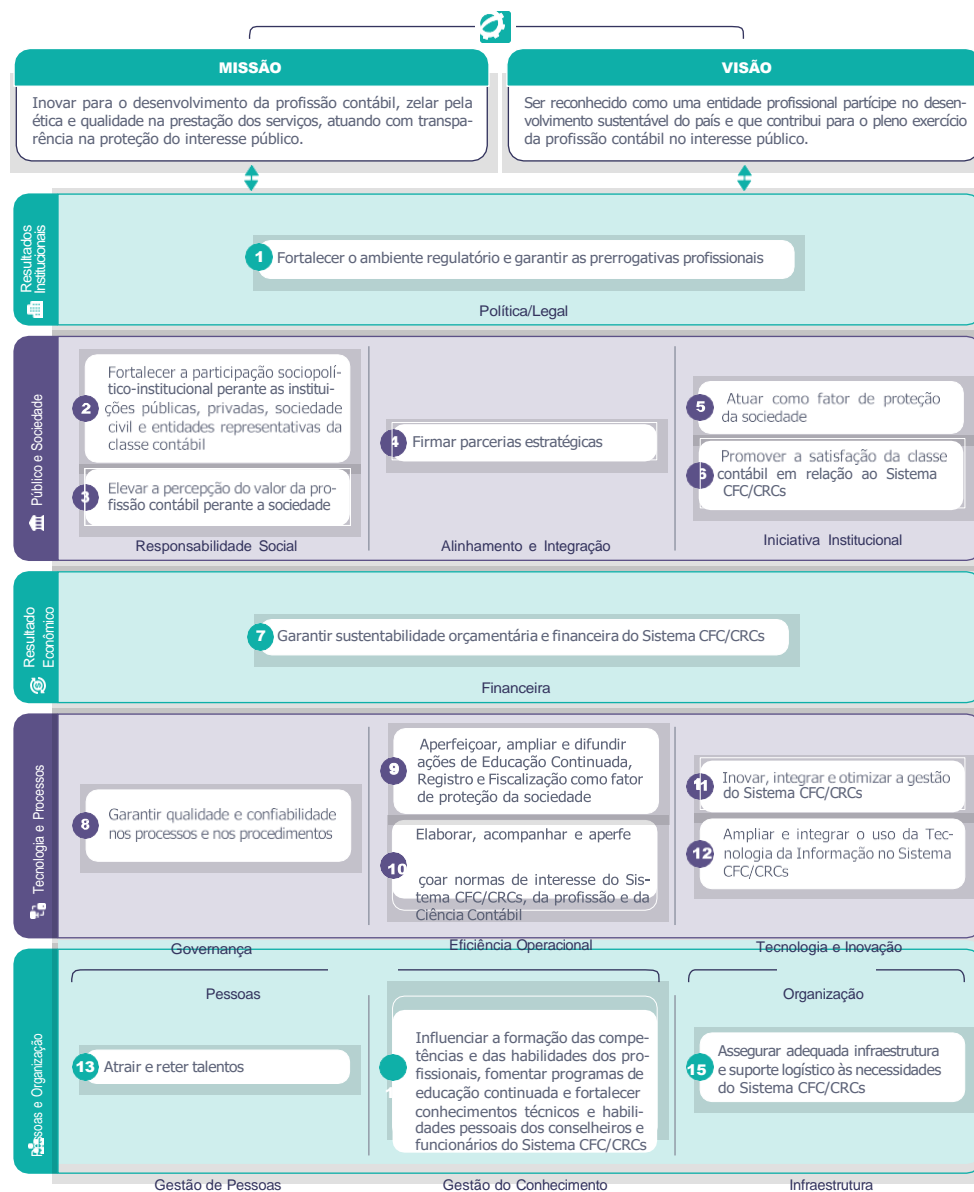 MISSÃO
Inovar para o desenvolvimento da profissão contábil, zelar pela
ética e qualidade na prestação dos serviços, atuando com transpa-
rência na proteção do interesse público.
VISÃO
Ser reconhecido como uma entidade profissional partícipe no desen-
volvimento sustentável do país e que contribui para o pleno exercício
da profissão contábil no interesse público.
Resultados
Institucionais
1 Fortalecer o ambiente regulatório e garantir as prerrogativas profissionais
Política/Legal
Público e Sociedade
2
Fortalecer a participação sociopolí-
tico-institucional perante as institui-
ções públicas, privadas, sociedade
civil e entidades representativas da
classe contábil
3
Elevar a percepção do valor da pro-
fissão contábil perante a sociedade
Responsabilidade Social
4 Firmar parcerias estratégicas
Alinhamento e Integração
5
Atuar como fator de proteção
da sociedade
6
Promover a satisfação da classe
contábil em relação ao Sistema
CFC/CRCs
Iniciativa Institucional
Resultado
Econômico
7 Garantir sustentabilidade orçamentária e financeira do Sistema CFC/CRCs
Financeira
Tecnologia e Processos
8
Garantir qualidade e confiabilidade
nos processos e nos procedimentos
Governança
9
Aperfeiçoar, ampliar e difundir
ações de Educação Continuada,
Registro e Fiscalização como fator
de proteção da sociedade
10
Elaborar, acompanhar e aperfe
çoar normas de interesse do Sis-
tema CFC/CRCs, da profissão e da
Ciência Contábil
Eficiência Operacional
11
Inovar, integrar e otimizar a gestão
do Sistema CFC/CRCs
12
Ampliar e integrar o uso da Tec-
nologia da Informação no Sistema
CFC/CRCs
Tecnologia e Inovação
Pessoas e Organização
Pessoas
Organização
13 Atrair e reter talentos
Gestão de Pessoas
1
Influenciar a formação das compe-
tências e das habilidades dos pro-
fissionais, fomentar programas de
educação continuada e fortalecer
conhecimentos técnicos e habili-
dades pessoais dos conselheiros e
funcionários do Sistema CFC/CRCs
Gestão do Conhecimento
15
Assegurar adequada infraestrutura
e suporte logístico às necessidades
do Sistema CFC/CRCs
Infraestrutura